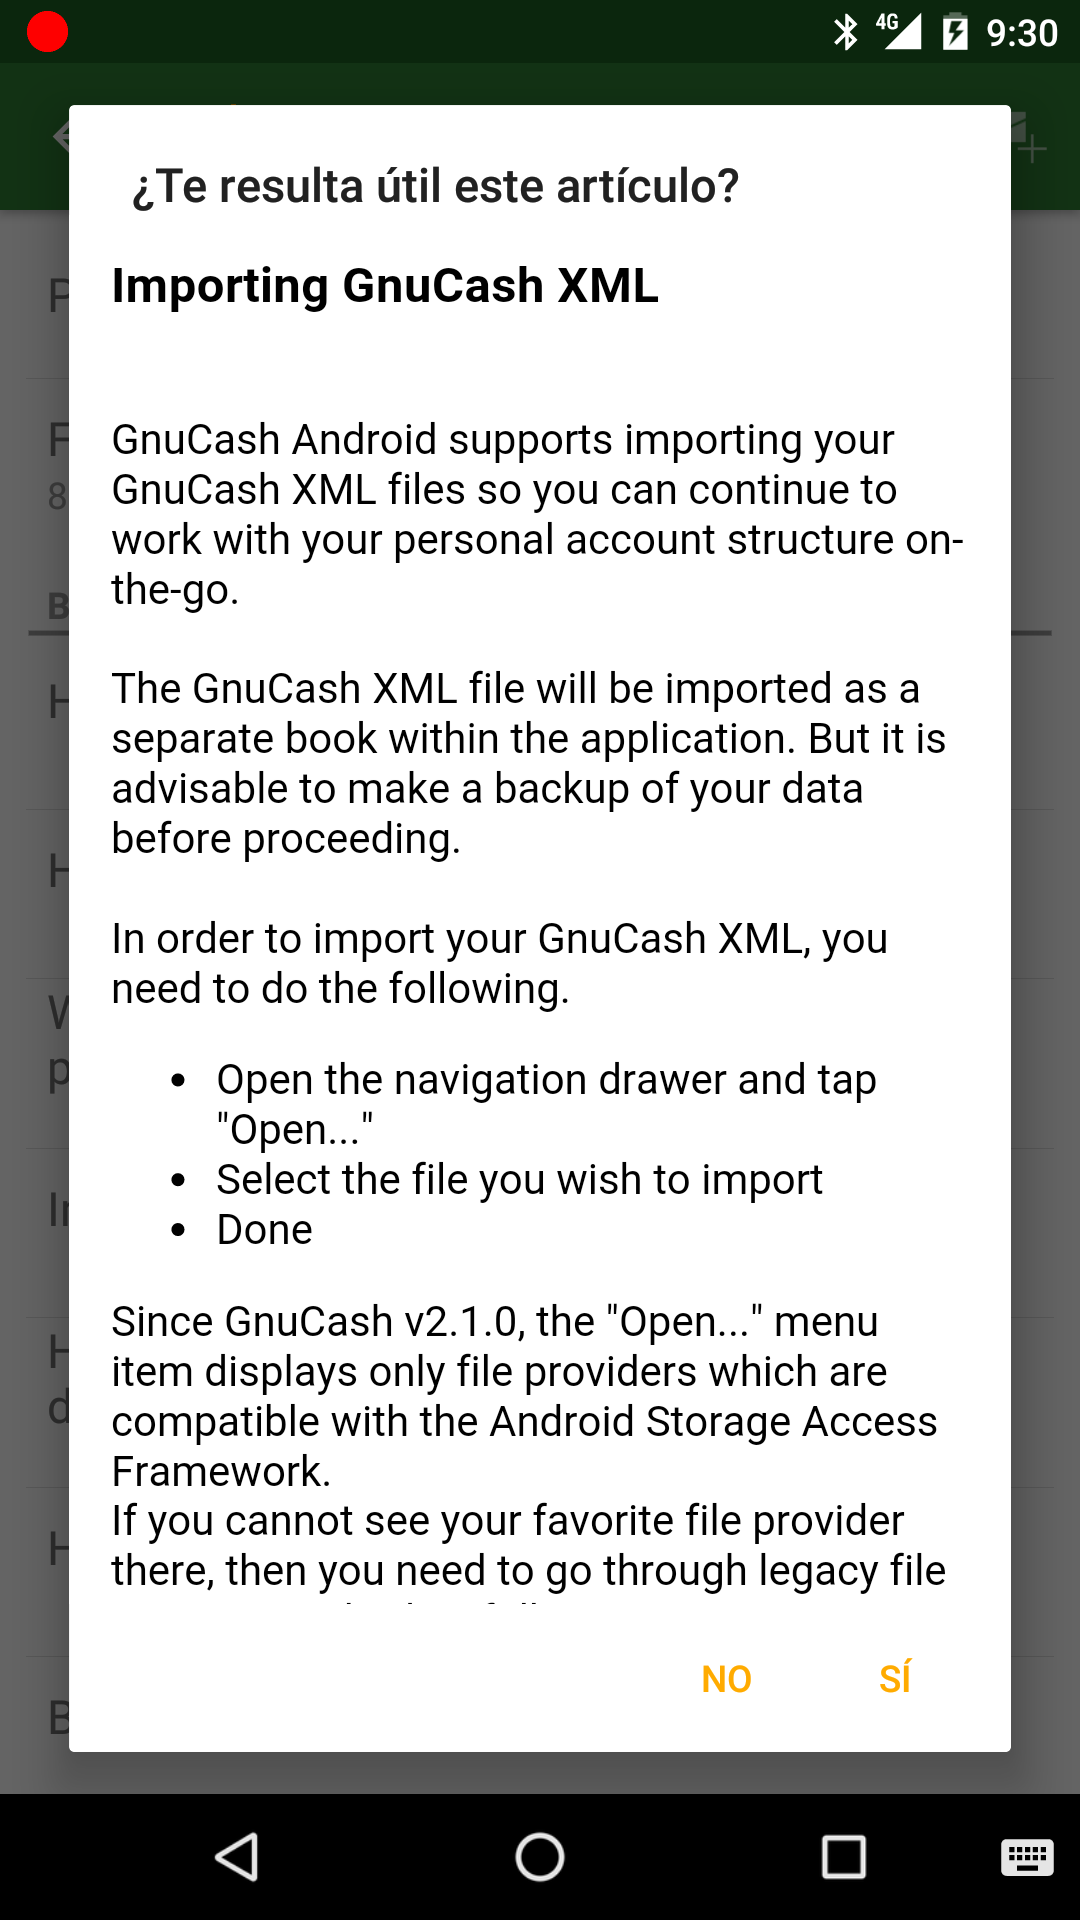 4G 9:30
¿Te resulta útil este artículo?
Importing GnuCash XML
GnuCash Android supports importing your
GnuCash XML files so you can continue to
work with your personal account structure on-
the-go.
The GnuCash XML file will be imported as a
separate book within the application. But it is
advisable to make a backup of your data
before proceeding.
In order to import your GnuCash XML, you
need to do the following.
• Open the navigation drawer and tap
"Open..."
• Select the file you wish to import
• Done
Since GnuCash v2.1.0, the "Open..." menu
item displays only file providers which are
compatible with the Android Storage Access
Framework.
If you cannot see your favorite file provider
there, then you need to go through legacy file
NO SÍ